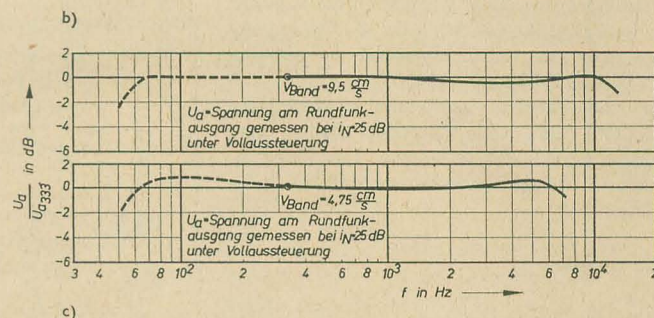 b)
2
0
-2
-4
-6
V_Band = 9,5 cm/s
U_a = Spannung am Rundfunk-
ausgang gemessen bei i_N-25 dB
unter Vollaussteuerung
U_a / U_a333 in dB
2
0
-2
-4
-6
V_Band = 4,75 cm/s
U_a = Spannung am Rundfunk-
ausgang gemessen bei i_N-25 dB
unter Vollaussteuerung
3 4 6 8 10² 2 4 6 8 10³ 2 4 6 8 10⁴ 2
f in Hz
c)